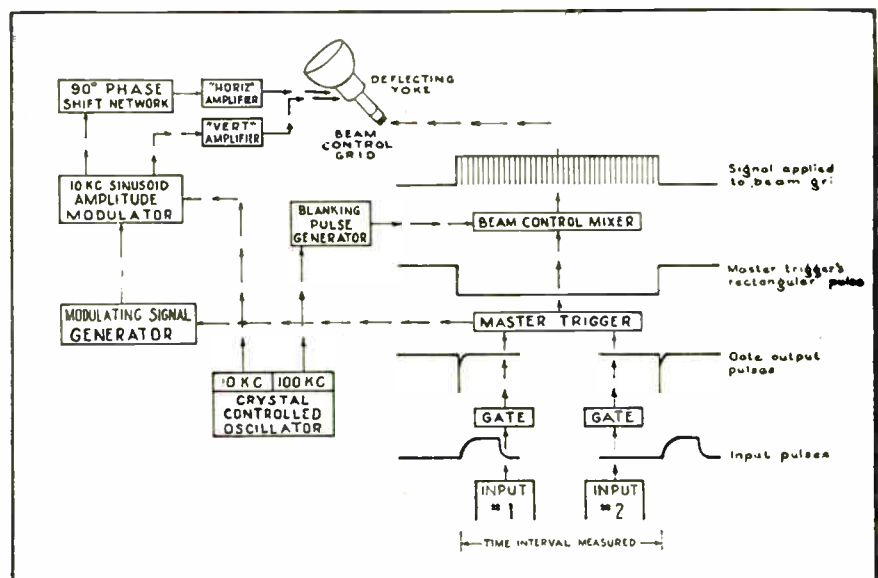 90° PHASE
SHIFT NETWORK
"HORIZ"
AMPLIFIER
"VERT"
AMPLIFIER
DEFLECTING
YOKE
BEAM
CONTROL
GRID
10 KC SINUSOID
AMPLITUDE
MODULATOR
BLANKING
PULSE
GENERATOR
BEAM CONTROL MIXER
Signal applied
to beam gri
Master trigger's
rectangular pulse
MODULATING SIGNAL
GENERATOR
MASTER TRIGGER
Gate output
pulses
10 KC 100 KC
CRYSTAL
CONTROLLED
OSCILLATOR
GATE
GATE
Input pulses
INPUT
#1
INPUT
#2
TIME INTERVAL MEASURED